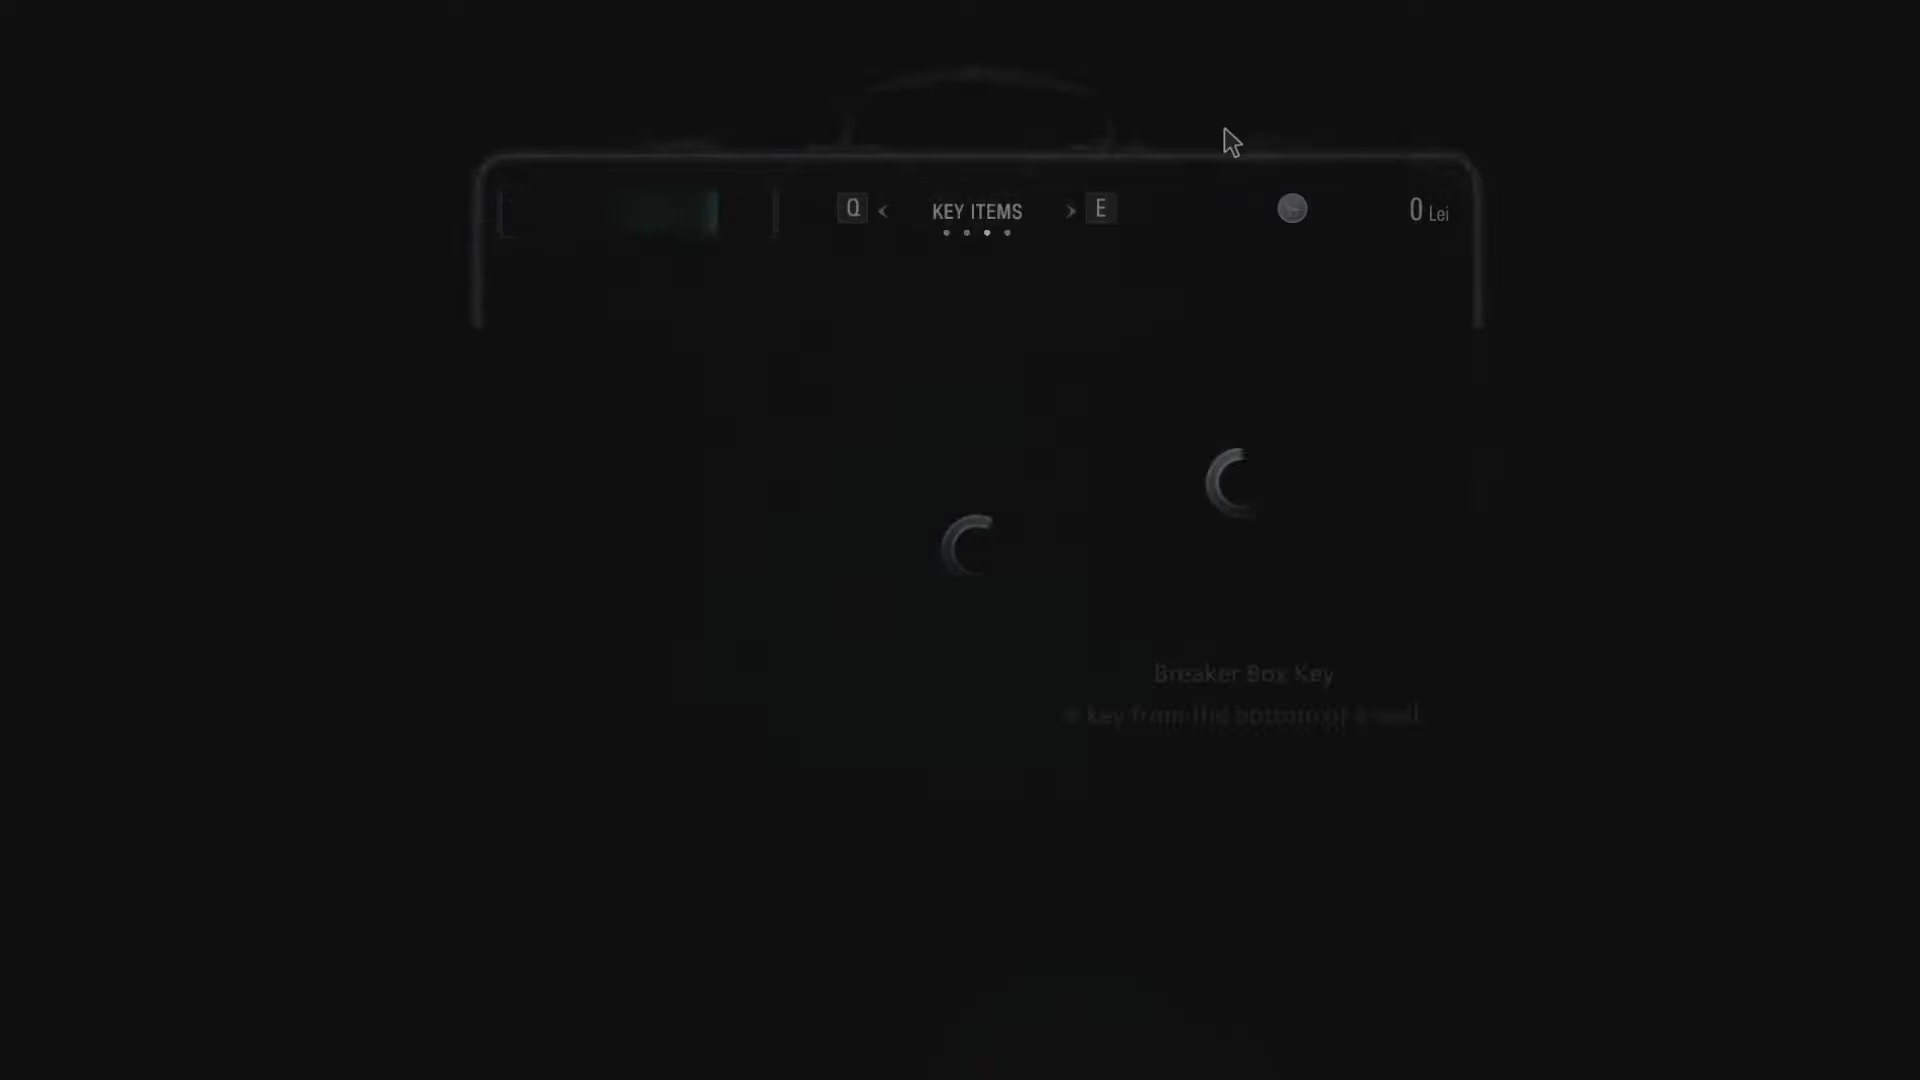 Q < KEY ITEMS > E
0 Lei
Breaker Box Key
A key from the bottom of a well.